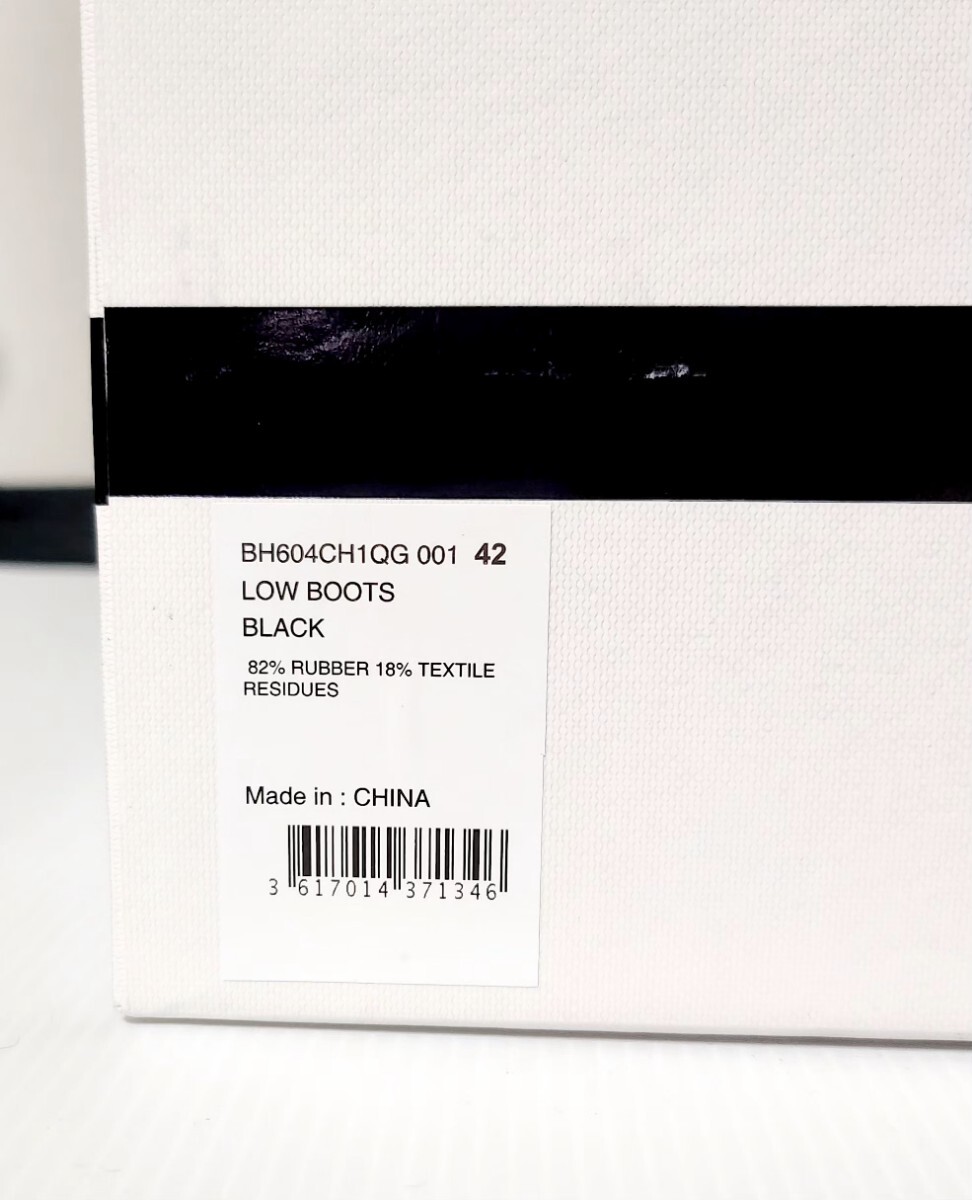 BH604CH1QG 001 42
LOW BOOTS
BLACK
82% RUBBER 18% TEXTILE
RESIDUES
Made in : CHINA
3 617014 371346